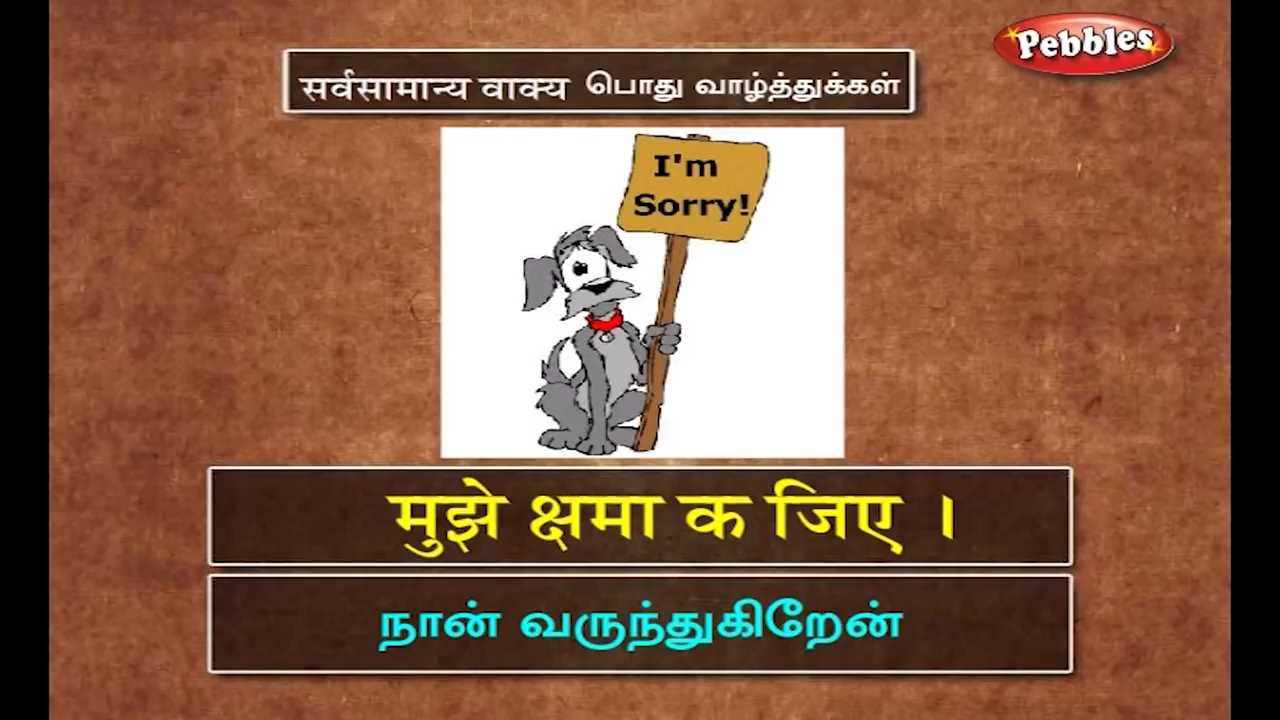 Pebbles
सर्वसामान्य वाक्य பொது வாழ்த்துக்கள்
I'm
Sorry!
मुझे क्षमा क जिए ।
நான் வருந்துகிறேன்